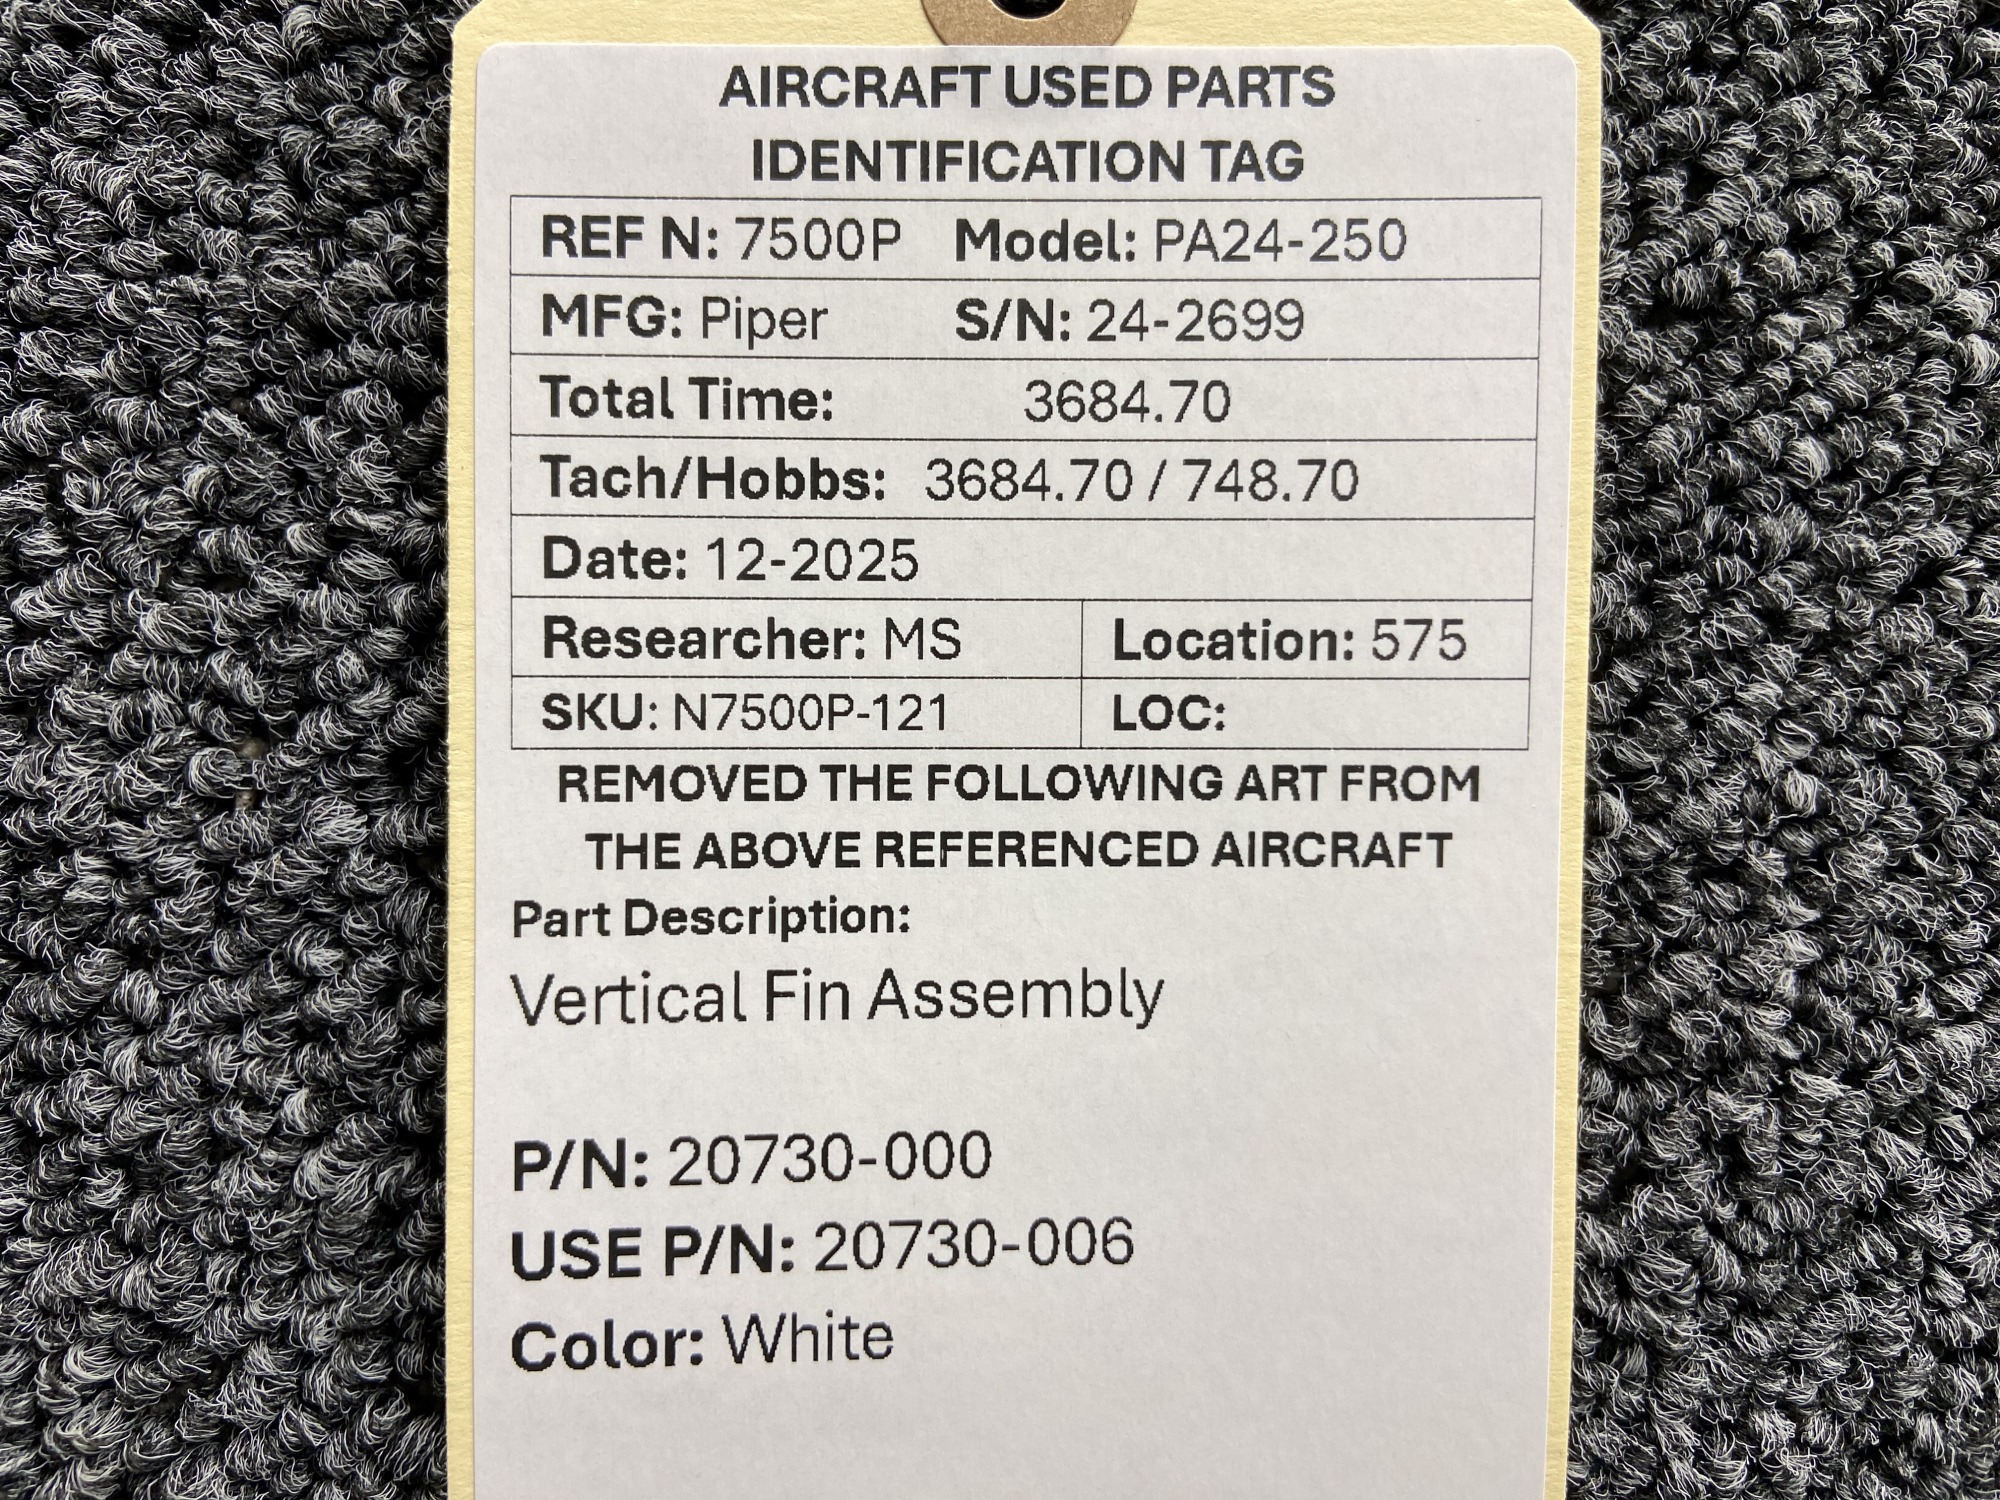 AIRCRAFT USED PARTS
IDENTIFICATION TAG
REF N: 7500P Model: PA24-250
MFG: Piper S/N: 24-2699
Total Time: 3684.70
Tach/Hobbs: 3684.70 / 748.70
Date: 12-2025
Researcher: MS Location: 575
SKU: N7500P-121 LOC:
REMOVED THE FOLLOWING ART FROM
THE ABOVE REFERENCED AIRCRAFT
Part Description:
Vertical Fin Assembly
P/N: 20730-000
USE P/N: 20730-006
Color: White